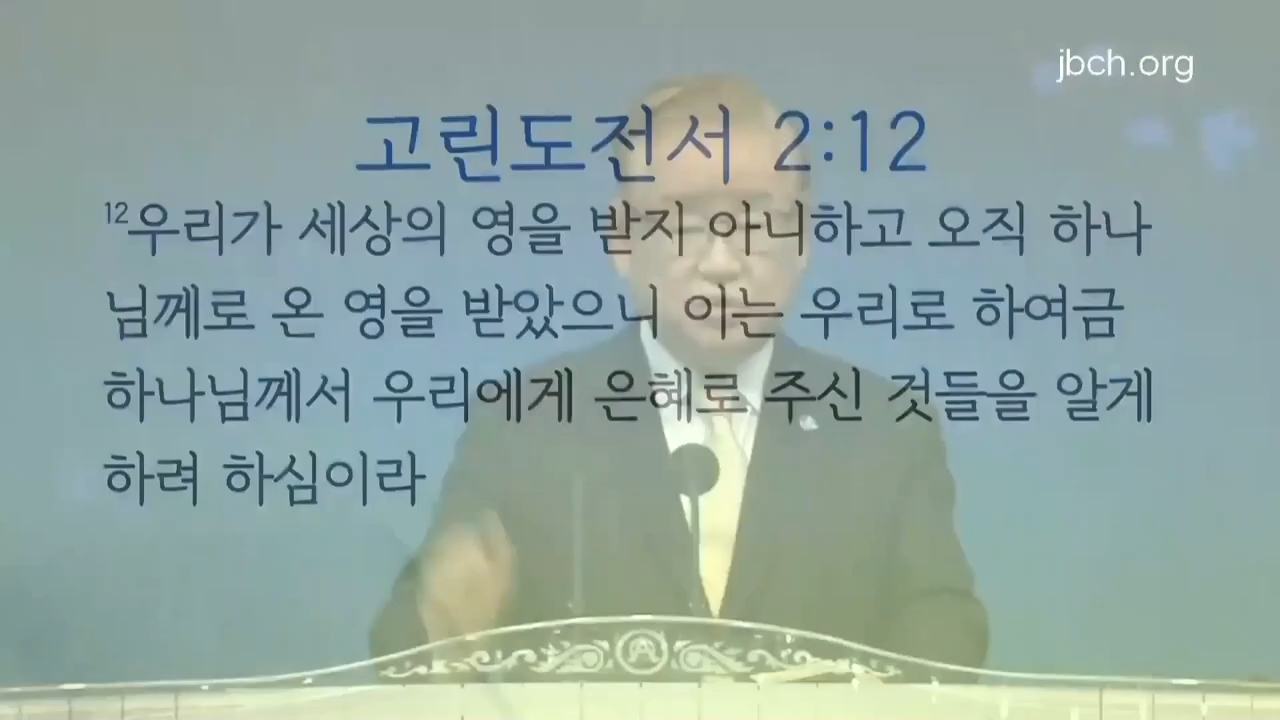 jbch.org
고린도전서 2:12
12우리가 세상의 영을 받지 아니하고 오직 하나
님께로 온 영을 받았으니 이는 우리로 하여금
하나님께서 우리에게 은혜로 주신 것들을 알게
하려 하심이라